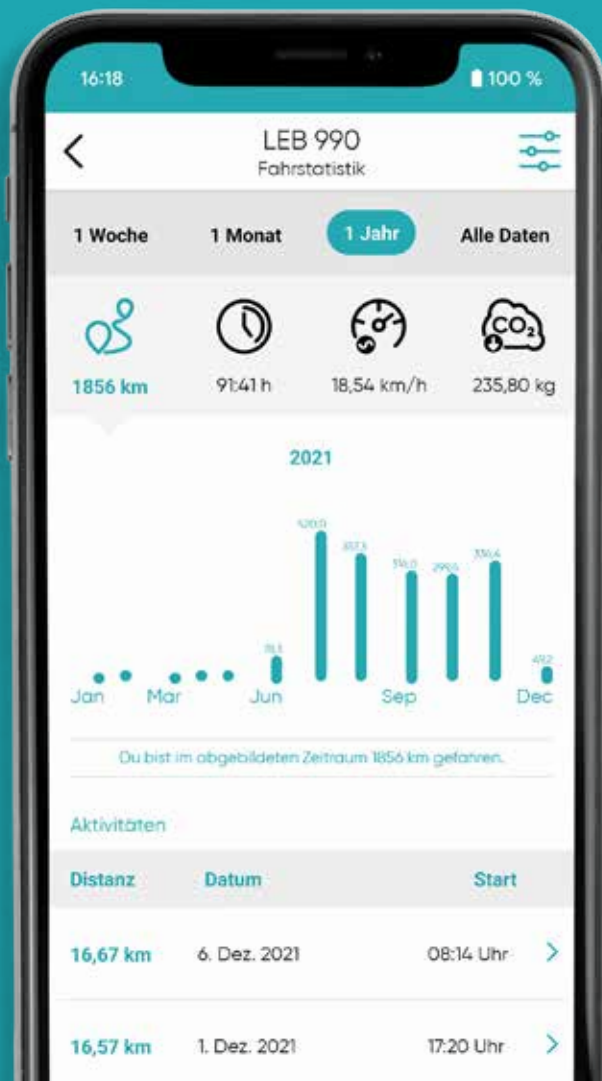 16:18
100 %
LEB 990
Fahrstatistik
1 Woche 1 Monat 1 Jahr Alle Daten
CO₂
1856 km 91:41 h 18,54 km/h 235,80 kg
2021
49,2
Jan Mar Jun Sep Dec
Du bist im abgebildeten Zeitraum 1856 km gefahren.
Aktivitäten
Distanz Datum Start
16,67 km 6. Dez. 2021 08:14 Uhr
16,57 km 1. Dez. 2021 17:20 Uhr